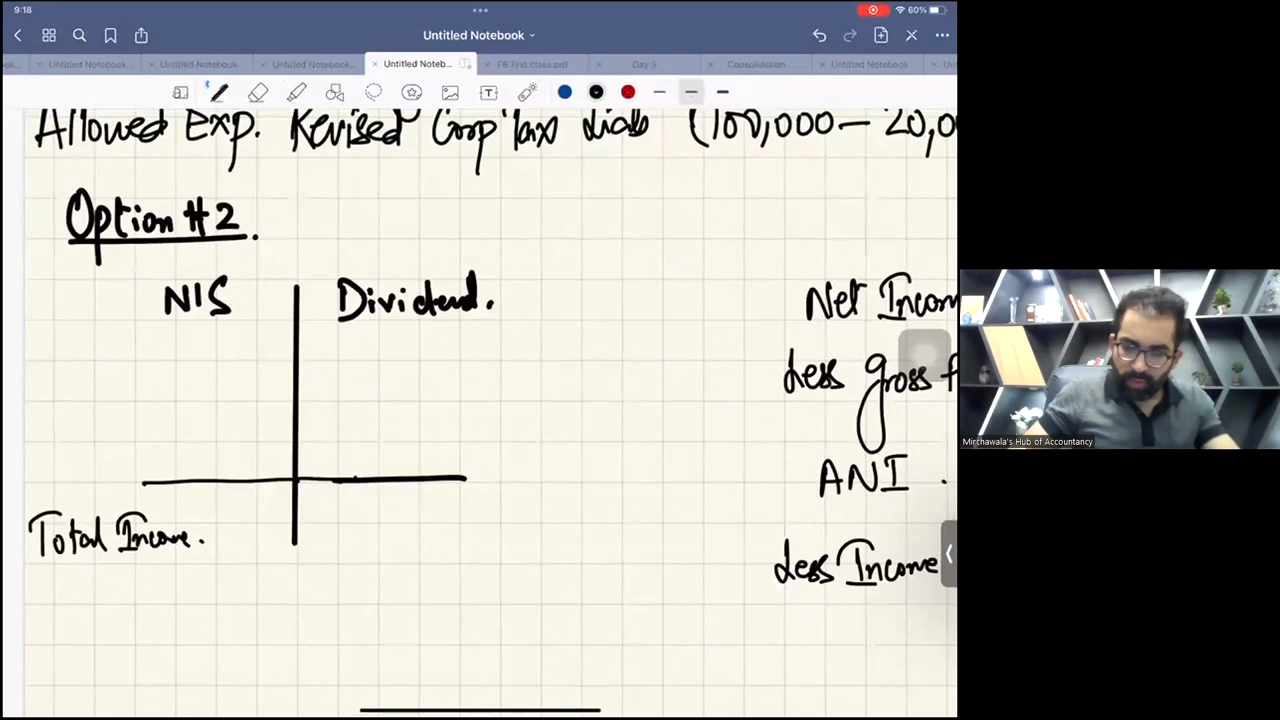 9:18
60%
Untitled Notebook
Untitled Notebook...
Untitled Notebook
Untitled Notebook...
Untitled Noteb...
F6 first class.pdf
Day 3
Consolidation
Untitled Notebook
Unti
Allowed Exp. Revised Corp Tax Liab (100,000 — 20,0
Option #2.
NIS
Dividend.
Total Income.
Net Incom
Less gross
ANI.
Less Income
Mirchawala's Hub of Accountancy